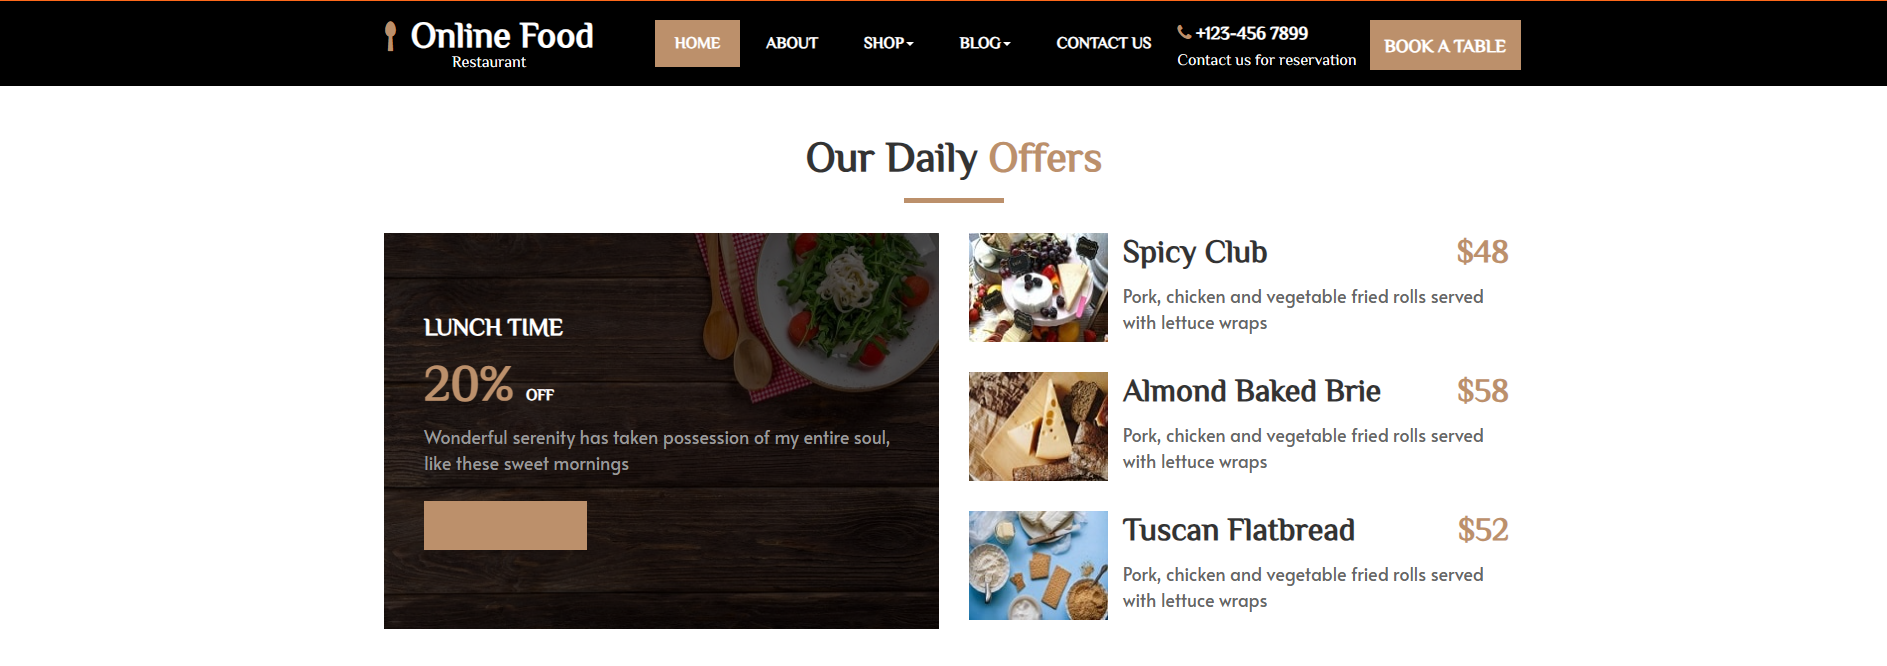 Online Food
Restaurant
HOME
ABOUT
SHOP
BLOG
CONTACT US
+123-456 7899
Contact us for reservation
BOOK A TABLE
Our Daily Offers
LUNCH TIME
20% OFF
Wonderful serenity has taken possession of my entire soul,
like these sweet mornings
Spicy Club $48
Pork, chicken and vegetable fried rolls served
with lettuce wraps
Almond Baked Brie $58
Pork, chicken and vegetable fried rolls served
with lettuce wraps
Tuscan Flatbread $52
Pork, chicken and vegetable fried rolls served
with lettuce wraps